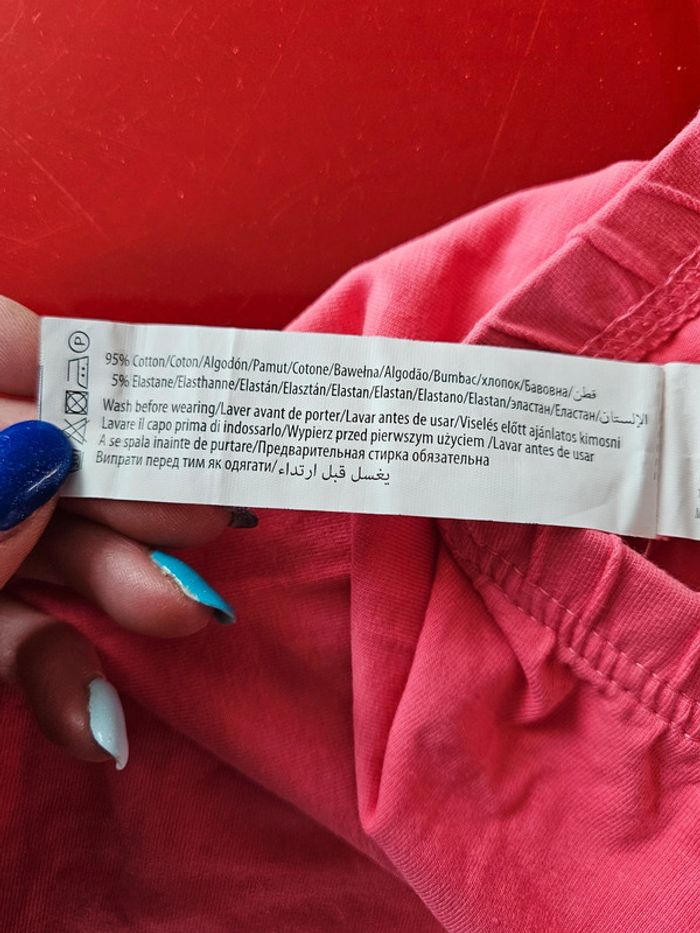 95% Cotton/Coton/Algodón/Pamut/Cotone/Bawełna/Algodão/Bumbac/хлопок/Бавовна/قطن
5% Elastane/Elasthanne/Elastán/Elasztán/Elastan/Elastan/Elastano/Elastan/эластан/Еластан/الإلستان
Wash before wearing/Laver avant de porter/Lavar antes de usar/Viselés előtt ajánlatos kimosni
Lavare il capo prima di indossarlo/Wypierz przed pierwszym użyciem /Lavar antes de usar
A se spala inainte de purtare/Предварительная стирка обязательна
Випрати перед тим як одягати/يغسل قبل ارتداء
P